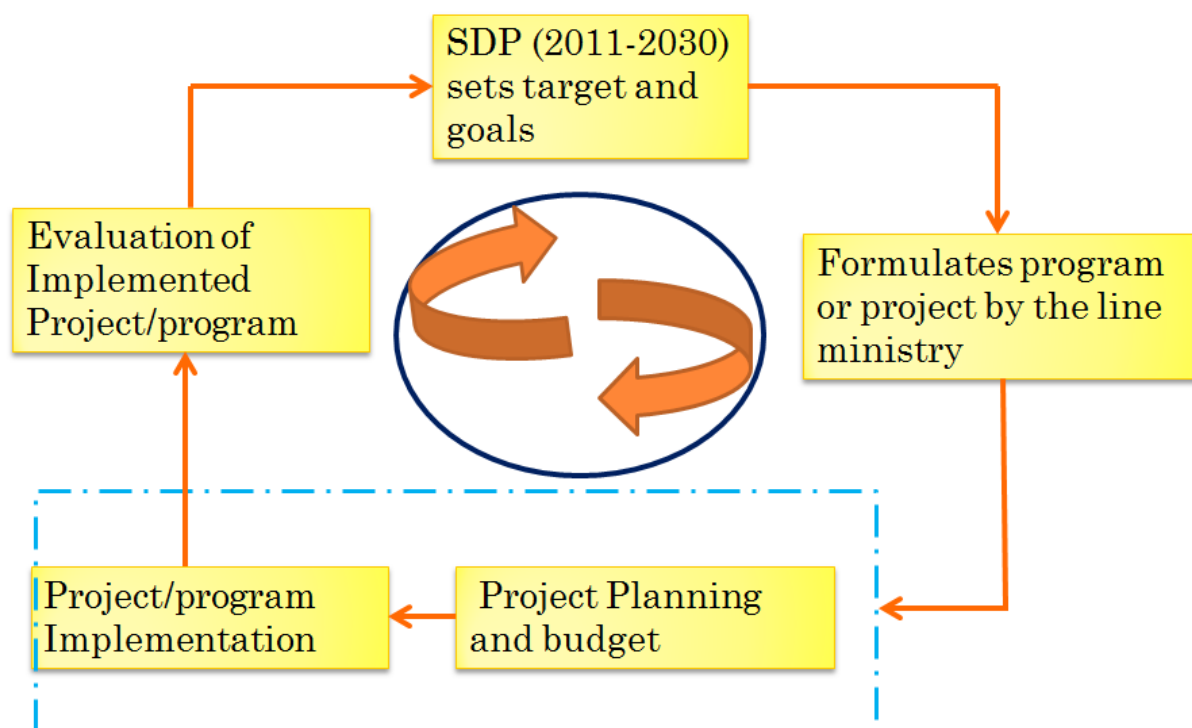 SDP (2011-2030)
sets target and
goals
Evaluation of
Implemented
Project/program
Formulates program
or project by the line
ministry
Project/program
Implementation
Project Planning
and budget